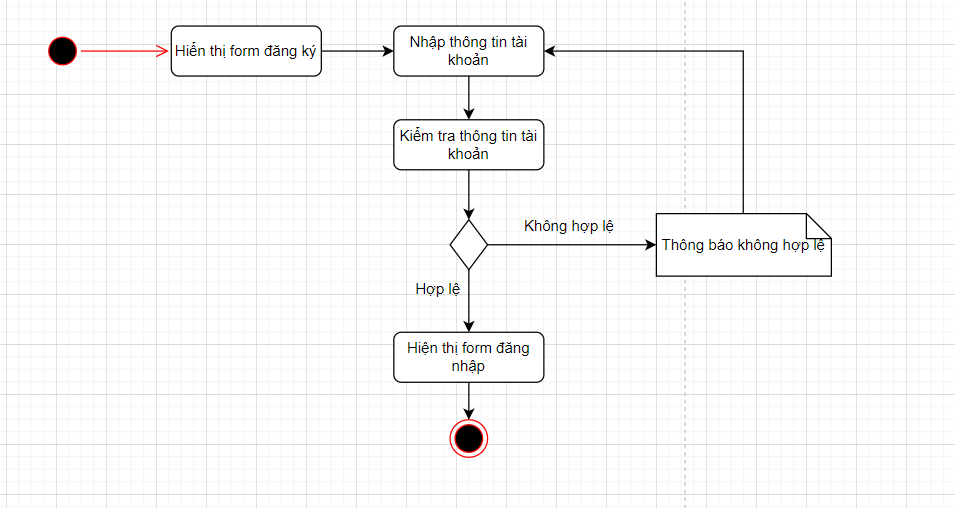 Hiển thị form đăng ký
Nhập thông tin tài
khoản
Kiểm tra thông tin tài
khoản
Không hợp lệ
Thông báo không hợp lệ
Hợp lệ
Hiện thị form đăng
nhập